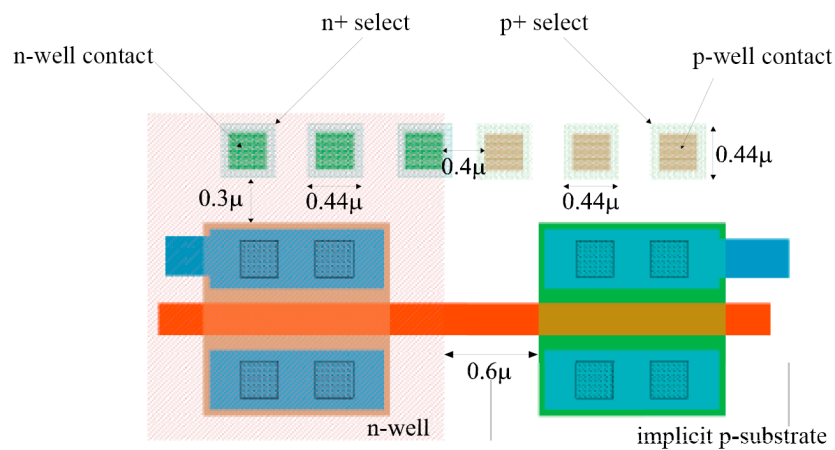 n+ select
p+ select
n-well contact
p-well contact
0.4μ
0.44μ
0.3μ
0.44μ
0.44μ
0.6μ
n-well
implicit p-substrate